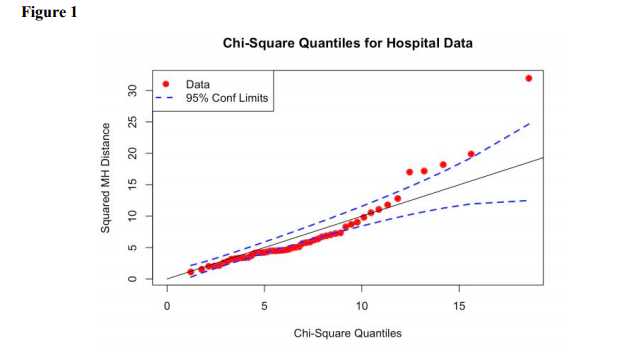 Figure 1
Chi-Square Quantiles for Hospital Data
Data
95% Conf Limits
Squared MH Distance
30
25
20
15
10
5
0
0 5 10 15
Chi-Square Quantiles